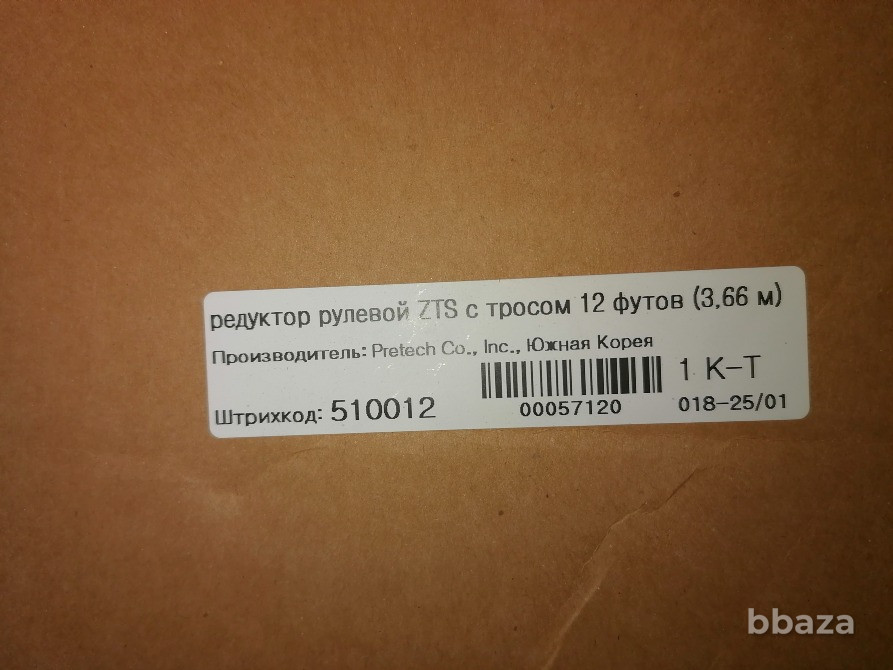 редуктор рулевой ZTS с тросом 12 футов (3,66 м)
Производитель: Pretech Co., Inc., Южная Корея
1 К-Т
Штрихкод: 510012
00057120
018-25/01
bbaza